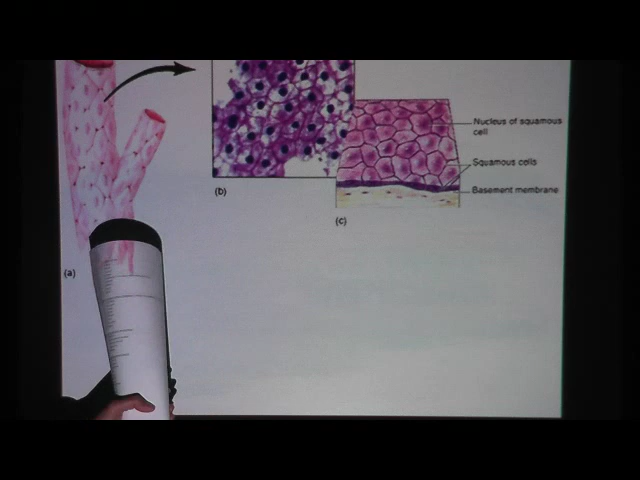 Nucleus of squamous
cell
Squamous cells
Basement membrane
(b)
(c)
(a)